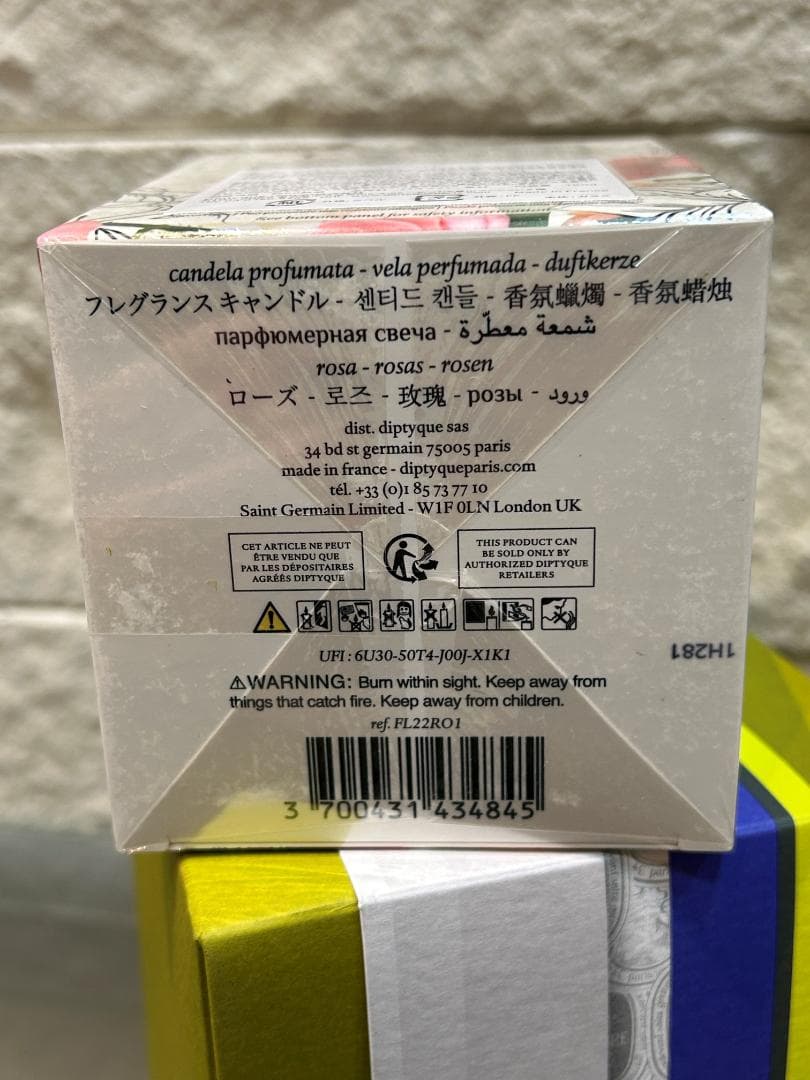 See bottom panel for safety information
candela profumata - vela perfumada - duftkerze
フレグランスキャンドル - 센티드 캔들 - 香氛蠟燭 - 香氛蜡烛
парфюмерная свеча - شمعة معطّرة
rosa - rosas - rosen
ローズ - 로즈 - 玫瑰 - розы - ورود
dist. diptyque sas
34 bd st germain 75005 paris
made in france - diptyqueparis.com
tél. +33 (0)1 85 73 77 10
Saint Germain Limited - W1F 0LN London UK
CET ARTICLE NE PEUT
ÊTRE VENDU QUE
PAR LES DÉPOSITAIRES
AGRÉÉS DIPTYQUE
THIS PRODUCT CAN
BE SOLD ONLY BY
AUTHORIZED DIPTYQUE
RETAILERS
UFI : 6U30-50T4-J00J-X1K1
1H281
WARNING: Burn within sight. Keep away from
things that catch fire. Keep away from children.
ref. FL22RO1
3 700431 434845